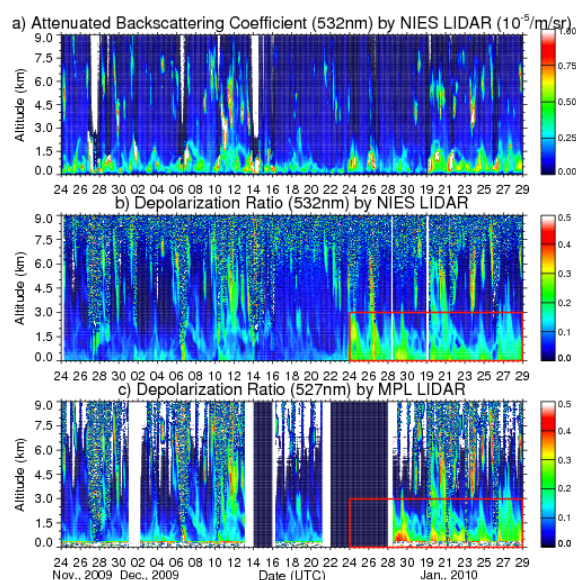 a) Attenuated Backscattering Coefficient (532nm) by NIES LIDAR (10⁻⁵/m/sr)
9.0 1.00
7.5
6.0 0.75
4.5 0.50
3.0
1.5 0.25
0.0 0.00
Altitude (km)
24 26 28 30 02 04 06 08 10 12 14 16 18 20 22 24 26 28 30 19 21 23 25 27 29
b) Depolarization Ratio (532nm) by NIES LIDAR
9.0 0.5
7.5 0.4
6.0
4.5 0.3
3.0 0.2
1.5 0.1
0.0 0.0
Altitude (km)
24 26 28 30 02 04 06 08 10 12 14 16 18 20 22 24 26 28 30 19 21 23 25 27 29
c) Depolarization Ratio (527nm) by MPL LIDAR
9.0 0.5
7.5 0.4
6.0
4.5 0.3
3.0 0.2
1.5 0.1
0.0 0.0
Altitude (km)
24 26 28 30 02 04 06 08 10 12 14 16 18 20 22 24 26 28 30 19 21 23 25 27 29
Nov., 2009 Dec., 2009 Date (UTC) Jan., 2010